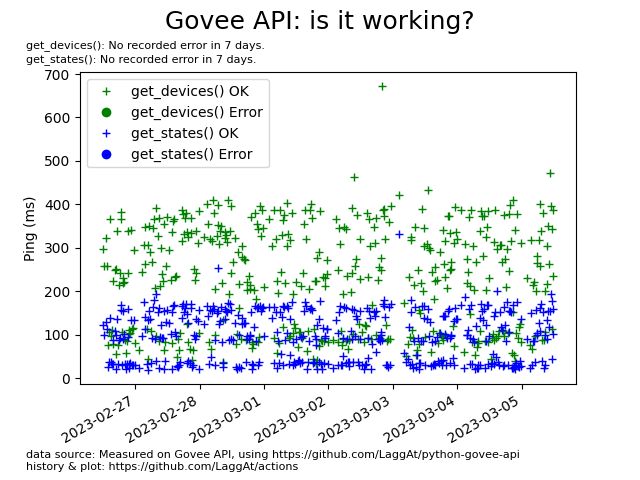 Govee API: is it working?
get_devices(): No recorded error in 7 days.
get_states(): No recorded error in 7 days.
get_devices() OK
get_devices() Error
get_states() OK
get_states() Error
Ping (ms)
700
600
500
400
300
200
100
0
2023-02-27
2023-02-28
2023-03-01
2023-03-02
2023-03-03
2023-03-04
2023-03-05
data source: Measured on Govee API, using https://github.com/LaggAt/python-govee-api
history & plot: https://github.com/LaggAt/actions